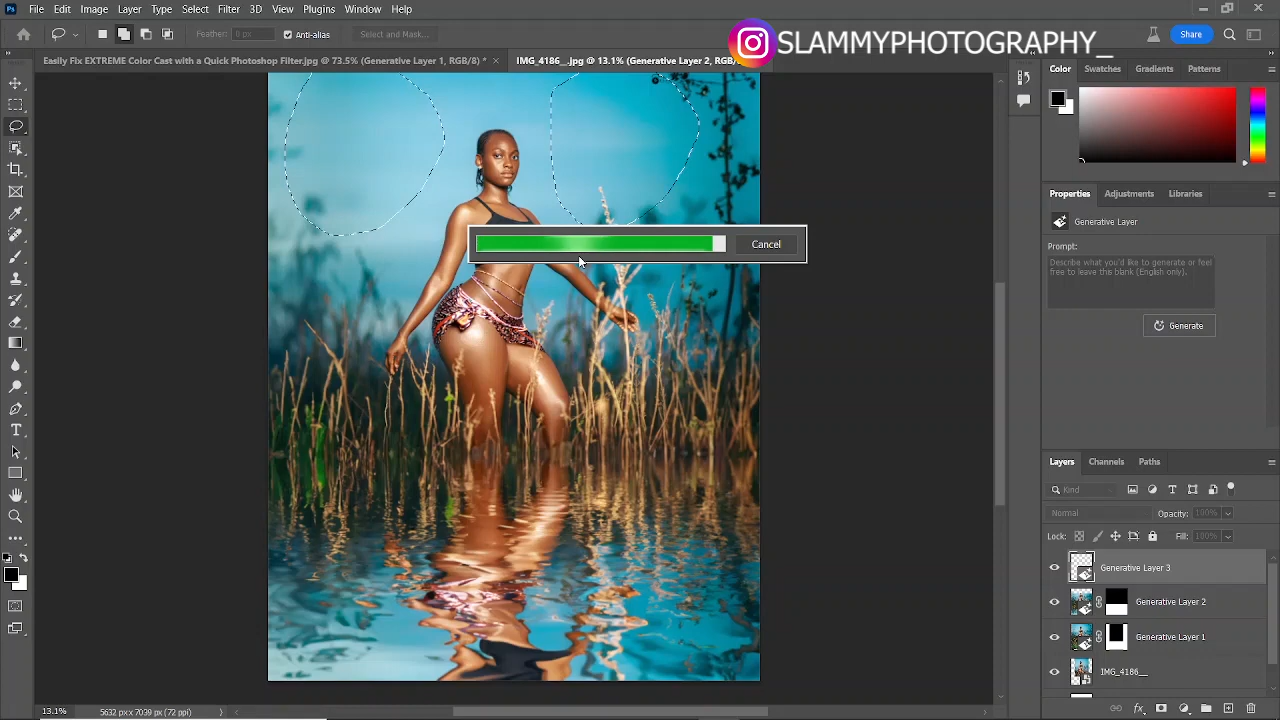 Ps File Edit Image Layer Type Select Filter 3D View Plugins Window Help
Feather: 0 px Anti-alias Select and Mask... Share
SLAMMYPHOTOGRAPHY_
Easily Fix EXTREME Color Cast with a Quick Photoshop Filter.jpg @ 73.5% (Generative Layer 1, RGB/8) * × IMG_4186__.jpg @ 13.1% (Generative Layer 2, RGB/8
Color Swatches Gradients Patterns
Properties Adjustments Libraries
Generative Layer
Prompt:
Describe what you'd like to generate or feel
free to leave this blank (English only).
Generate
Cancel
Layers Channels Paths
Kind
Normal Opacity: 100%
Lock: Fill: 100%
Generative Layer 3
Generative Layer 2
Generative Layer 1
IMG_4186__
13.1% 5632 px x 7039 px (72 ppi)